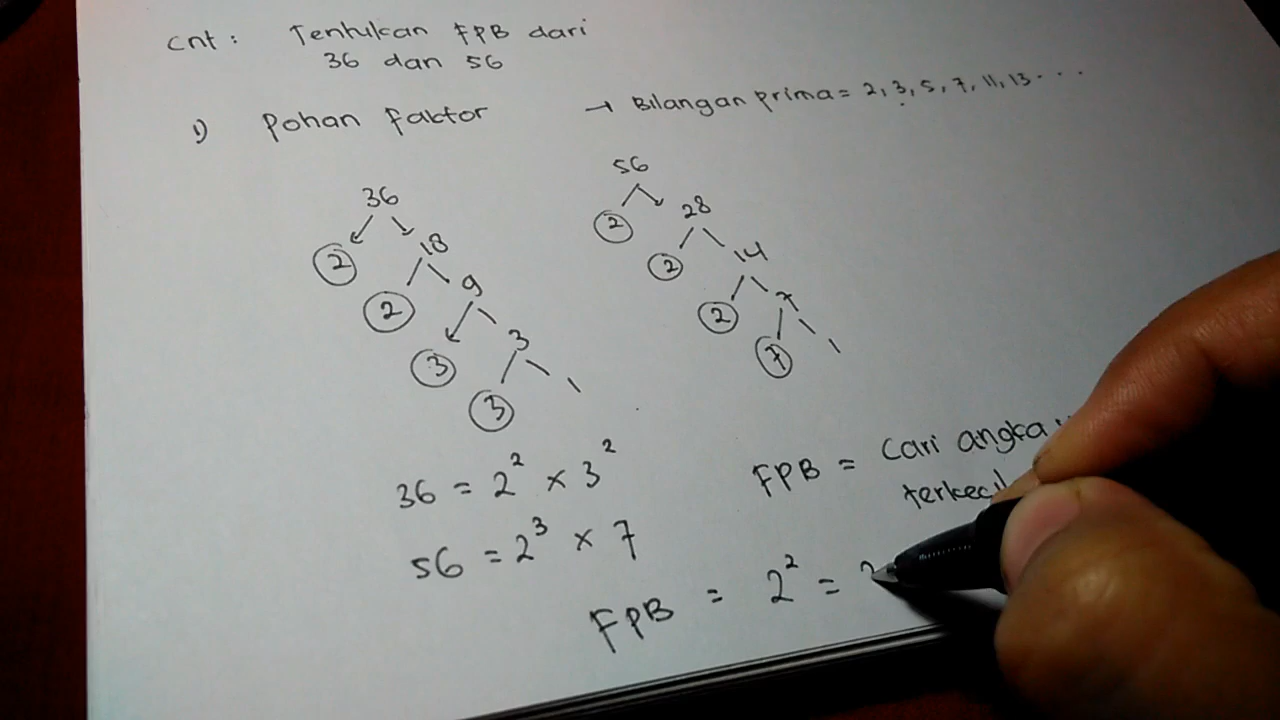 Cnt : Tentukan FPB dari
36 dan 56
1) Pohan Faktor
→ Bilangan prima = 2, 3, 5, 7, 11, 13 . . .
36
2 18
2 9
3 3
3 1
56
2 28
2 14
2 7
7 1
36 = 2² × 3²
56 = 2³ × 7
FPB = Cari angka
terkecil
FPB = 2² = 2